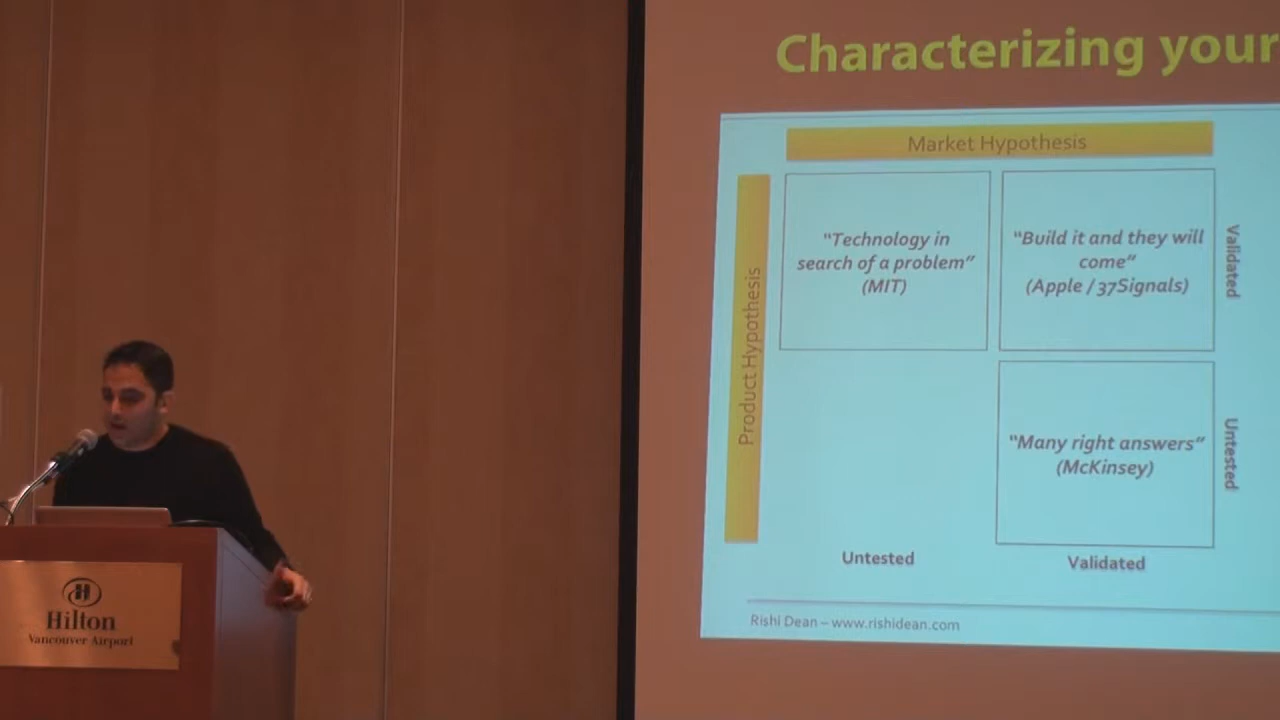 Characterizing your
Market Hypothesis
Product Hypothesis
"Technology in
search of a problem"
(MIT)
"Build it and they will
come"
(Apple / 37Signals)
Validated
"Many right answers"
(McKinsey)
Untested
Untested
Validated
Rishi Dean – www.rishidean.com
Hilton
Vancouver Airport